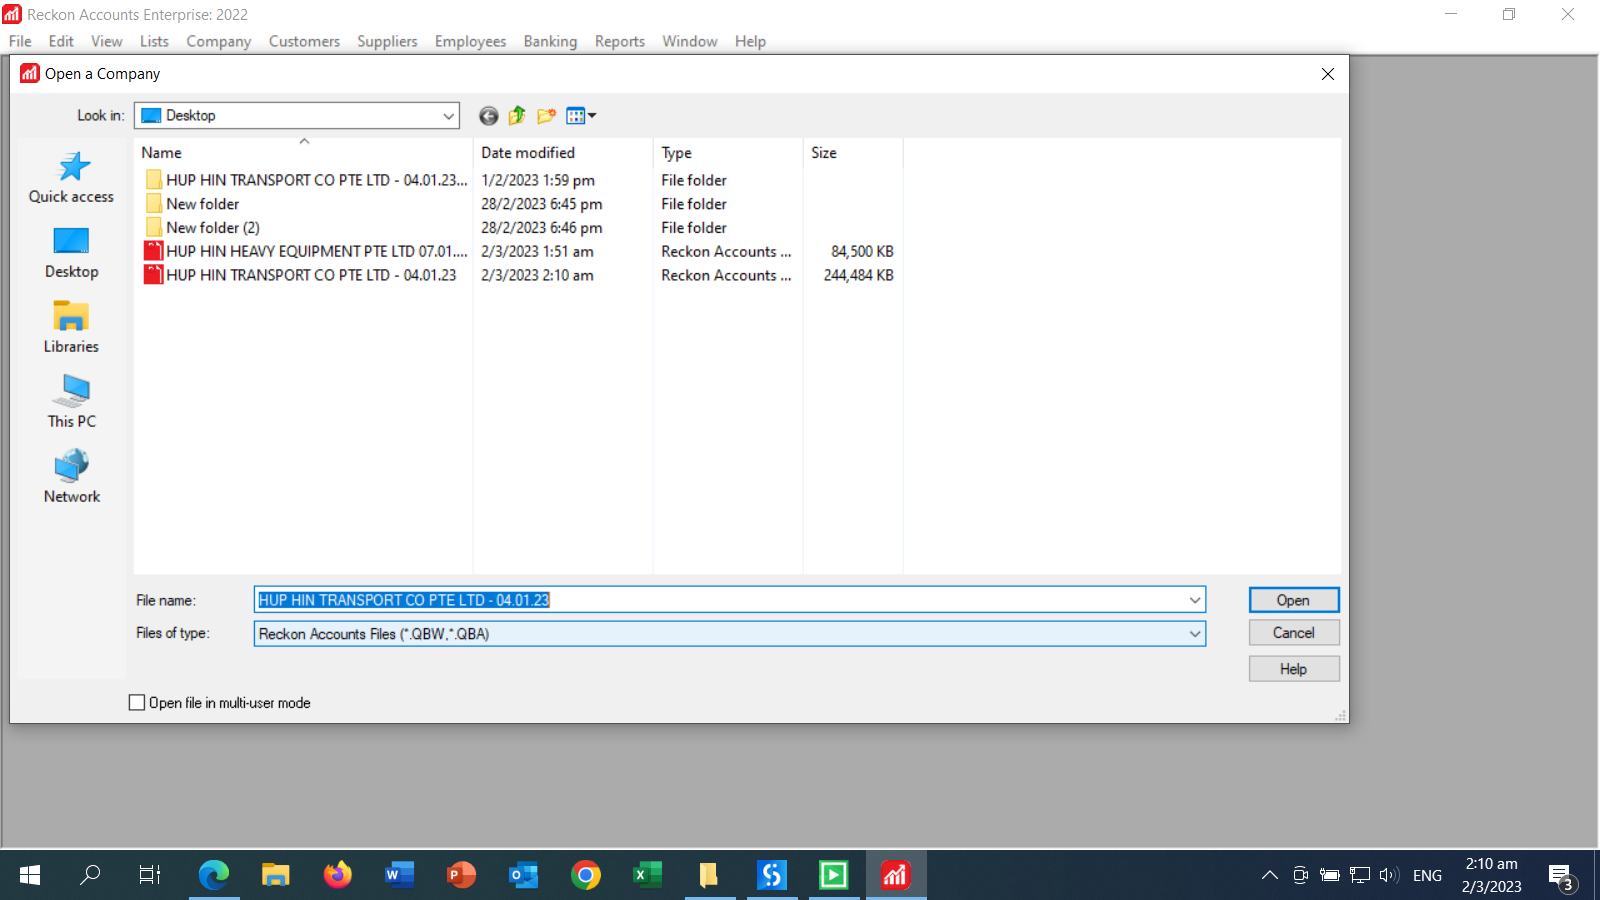 Reckon Accounts Enterprise: 2022
File Edit View Lists Company Customers Suppliers Employees Banking Reports Window Help
Open a Company
Look in: Desktop
Name Date modified Type Size
HUP HIN TRANSPORT CO PTE LTD - 04.01.23... 1/2/2023 1:59 pm File folder
New folder 28/2/2023 6:45 pm File folder
New folder (2) 28/2/2023 6:46 pm File folder
HUP HIN HEAVY EQUIPMENT PTE LTD 07.01.... 2/3/2023 1:51 am Reckon Accounts ... 84,500 KB
HUP HIN TRANSPORT CO PTE LTD - 04.01.23 2/3/2023 2:10 am Reckon Accounts ... 244,484 KB
Quick access
Desktop
Libraries
This PC
Network
File name: HUP HIN TRANSPORT CO PTE LTD - 04.01.23 Open
Files of type: Reckon Accounts Files (*.QBW,*.QBA) Cancel
Help
Open file in multi-user mode
ENG
2:10 am
2/3/2023
3